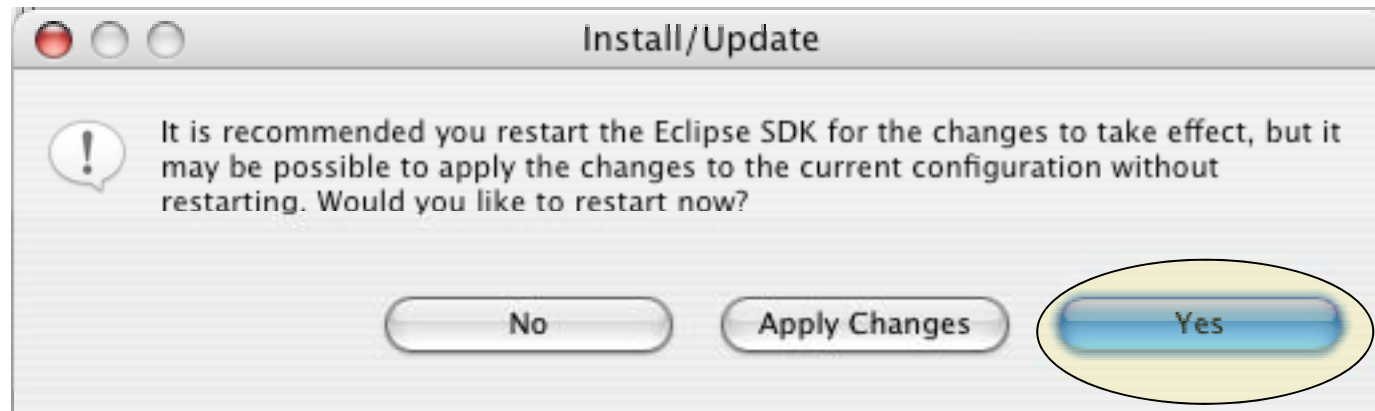 Install/Update
It is recommended you restart the Eclipse SDK for the changes to take effect, but it
may be possible to apply the changes to the current configuration without
restarting. Would you like to restart now?
No
Apply Changes
Yes